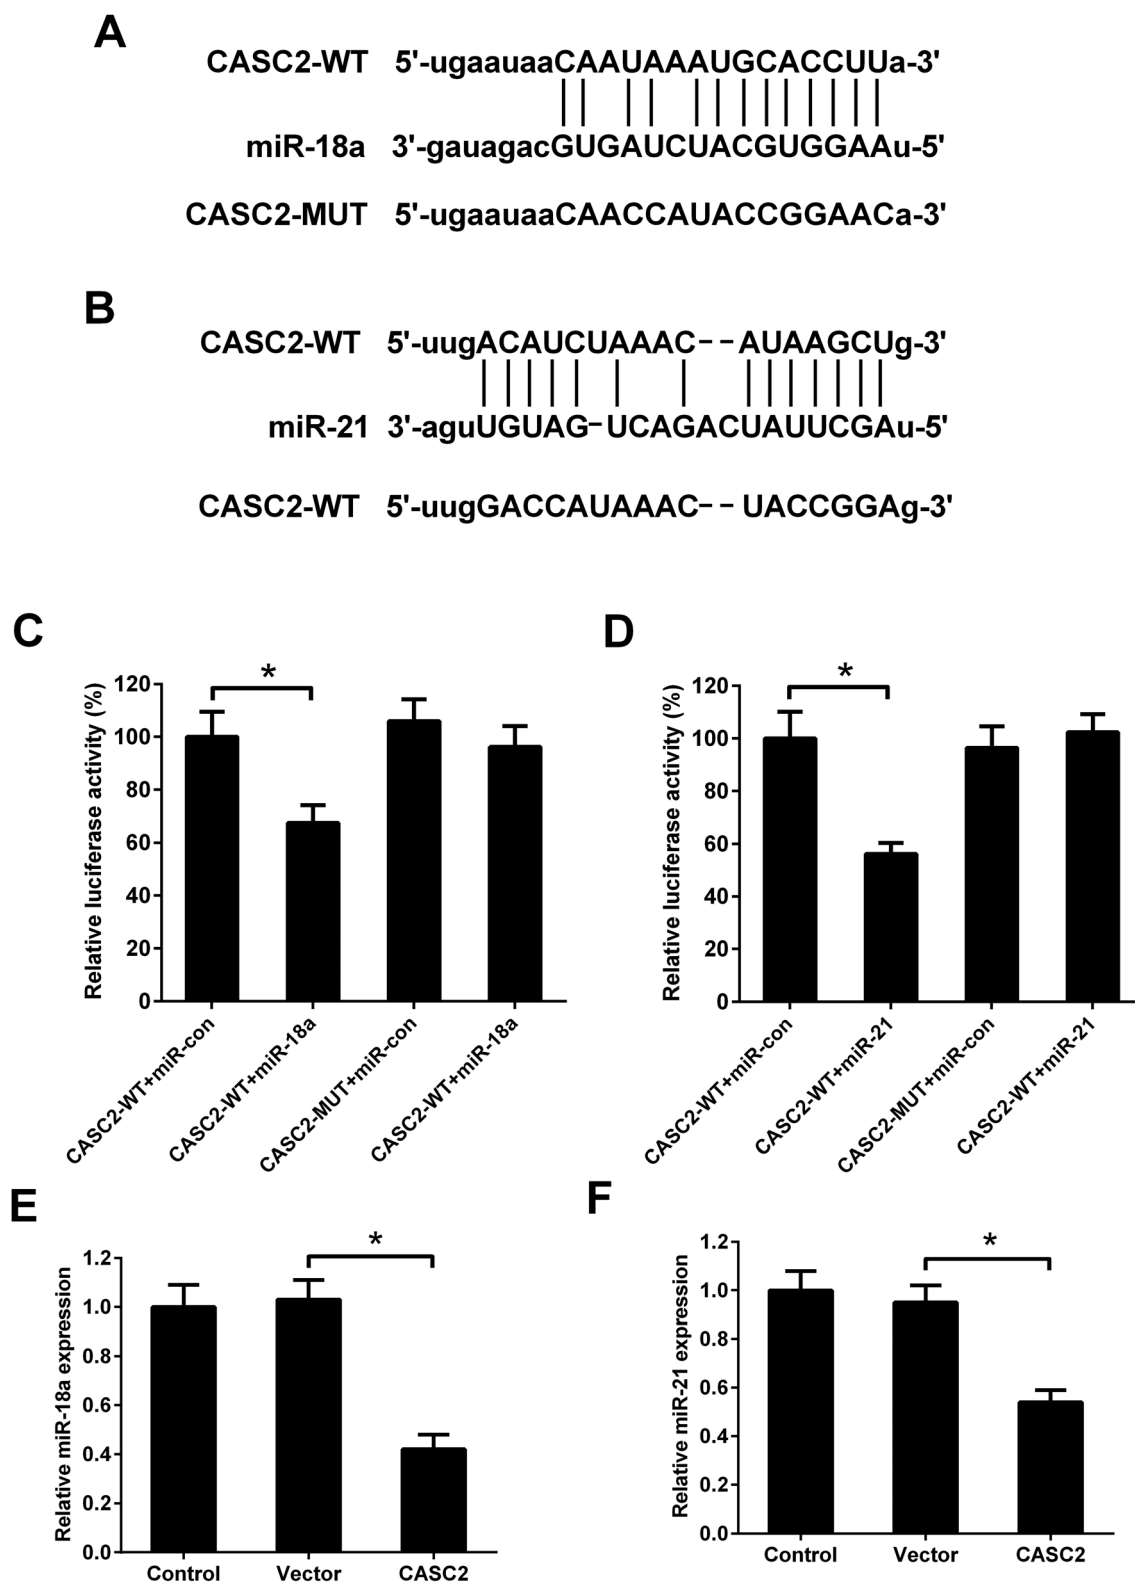 A
CASC2-WT 5'-ugaauaaCAAUAAAUGCACCUUa-3'
miR-18a 3'-gauagacGUGAUCUACGUGGAAu-5'
CASC2-MUT 5'-ugaauaaCAACCAUACCGGAACa-3'
B
CASC2-WT 5'-uugACAUCUAAAC--AUAAGCUg-3'
miR-21 3'-aguUGUAG-UCAGACUAUUCGAu-5'
CASC2-WT 5'-uugGACCAUAAAC--UACCGGAg-3'
C
Relative luciferase activity (%)
120
100
80
60
40
20
0
*
CASC2-WT+miR-con
CASC2-WT+miR-18a
CASC2-MUT+miR-con
CASC2-WT+miR-18a
D
Relative luciferase activity (%)
120
100
80
60
40
20
0
*
CASC2-WT+miR-con
CASC2-WT+miR-21
CASC2-MUT+miR-con
CASC2-WT+miR-21
E
Relative miR-18a expression
1.2
1.0
0.8
0.6
0.4
0.2
0.0
*
Control
Vector
CASC2
F
Relative miR-21 expression
1.2
1.0
0.8
0.6
0.4
0.2
0.0
*
Control
Vector
CASC2